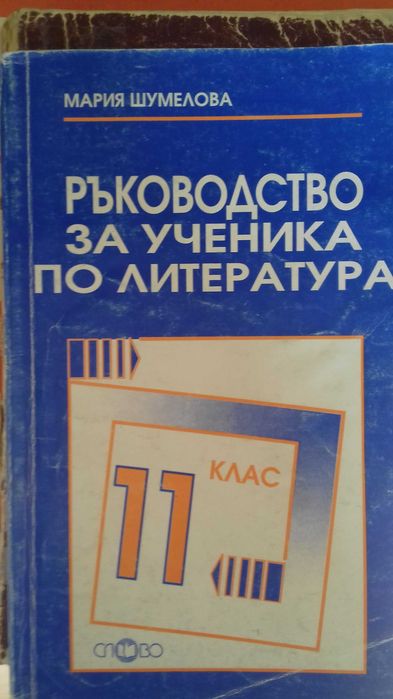 МАРИЯ ШУМЕЛОВА
РЪКОВОДСТВО
ЗА УЧЕНИКА
ПО ЛИТЕРАТУРА
11 КЛАС
СЛОВО